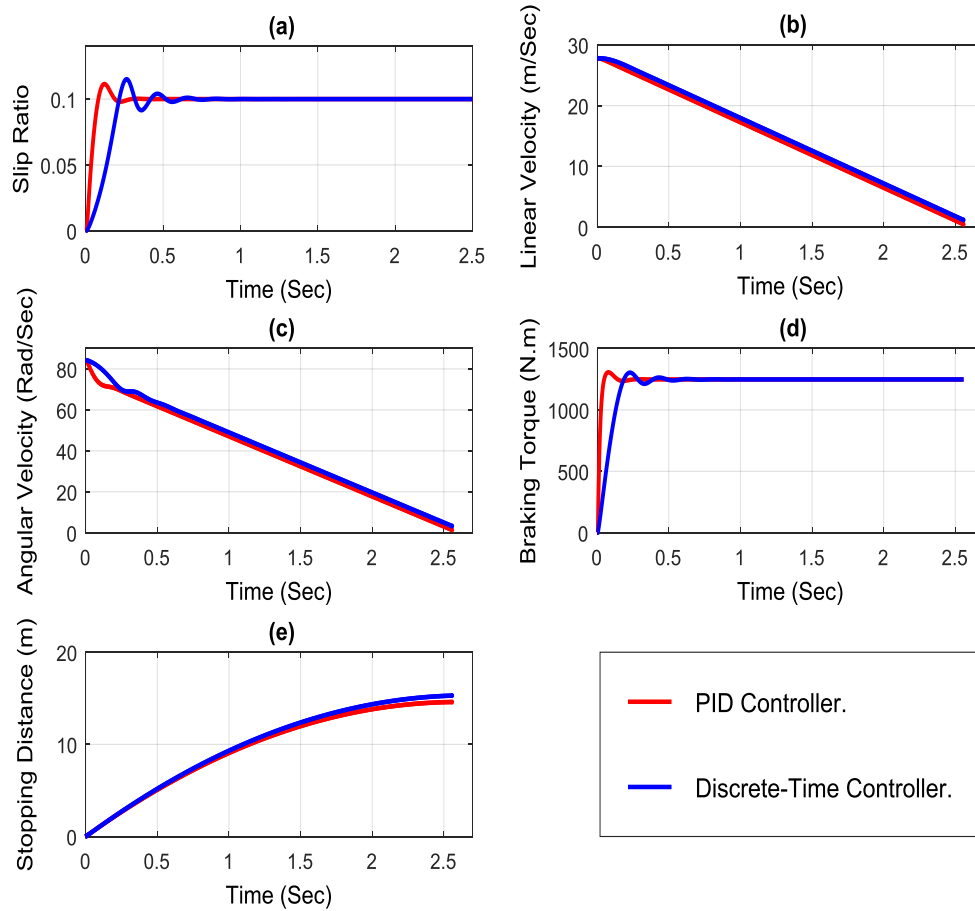 (a)
Slip Ratio
0.1
0.05
0
0 0.5 1 1.5 2 2.5
Time (Sec)
(b)
Linear Velocity (m/Sec)
30
20
10
0
0 0.5 1 1.5 2 2.5
Time (Sec)
(c)
Angular Velocity (Rad/Sec)
80
60
40
20
0
0 0.5 1 1.5 2 2.5
Time (Sec)
(d)
Braking Torque (N.m)
1500
1000
500
0
0 0.5 1 1.5 2 2.5
Time (Sec)
(e)
Stopping Distance (m)
20
10
0
0 0.5 1 1.5 2 2.5
Time (Sec)
PID Controller.
Discrete-Time Controller.